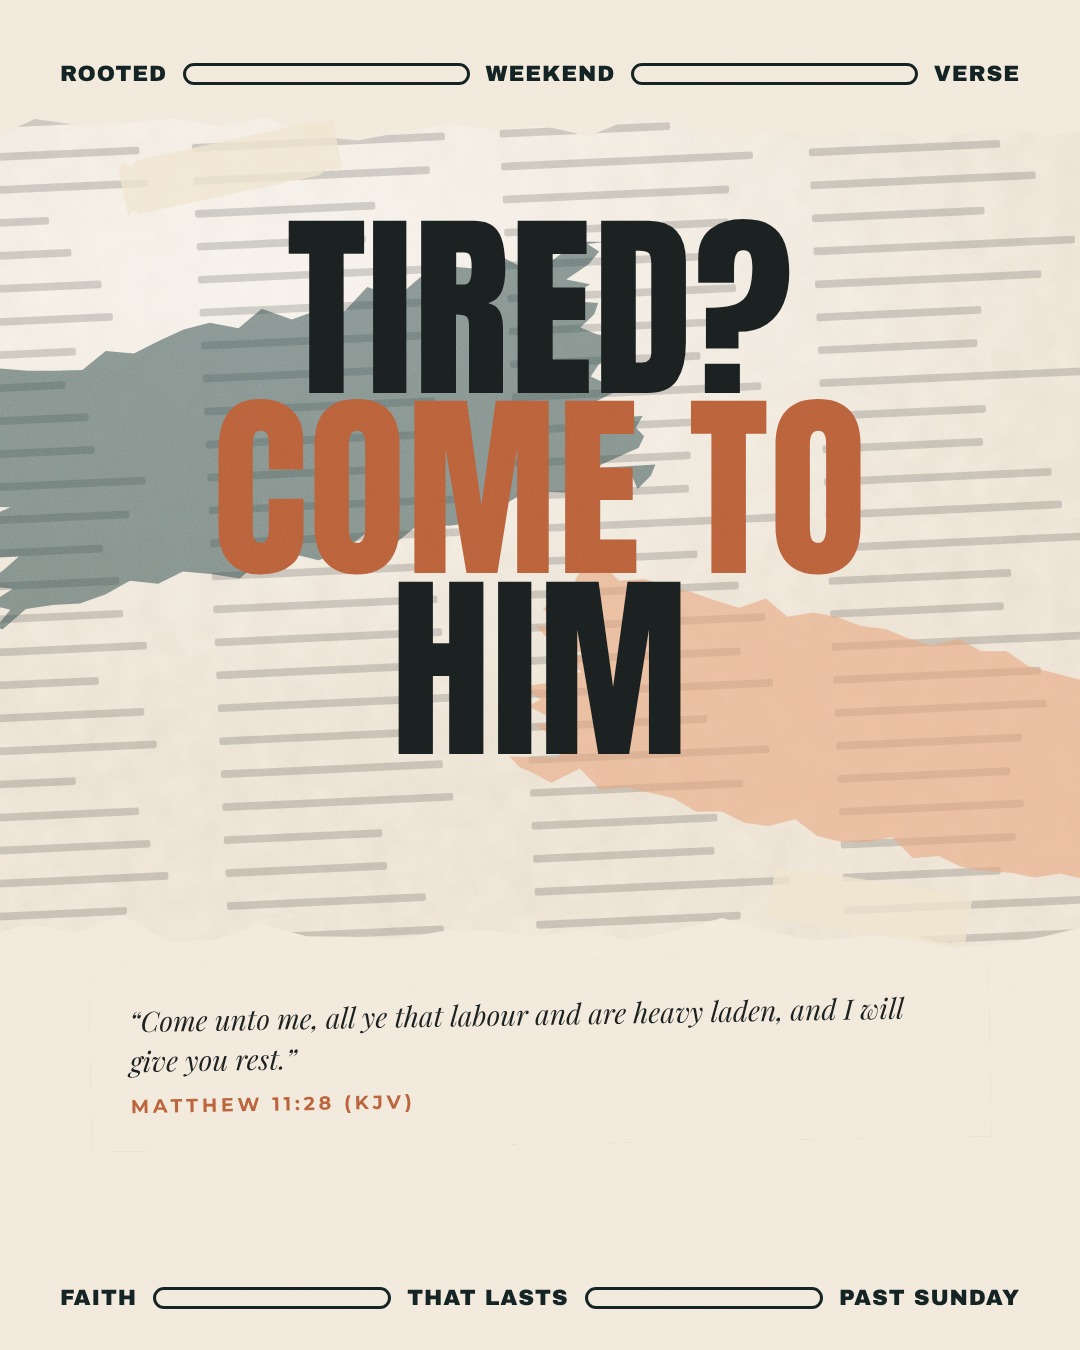 ROOTED WEEKEND VERSE
TIRED?
COME TO
HIM
“Come unto me, all ye that labour and are heavy laden, and I will
give you rest.”
MATTHEW 11:28 (KJV)
FAITH THAT LASTS PAST SUNDAY